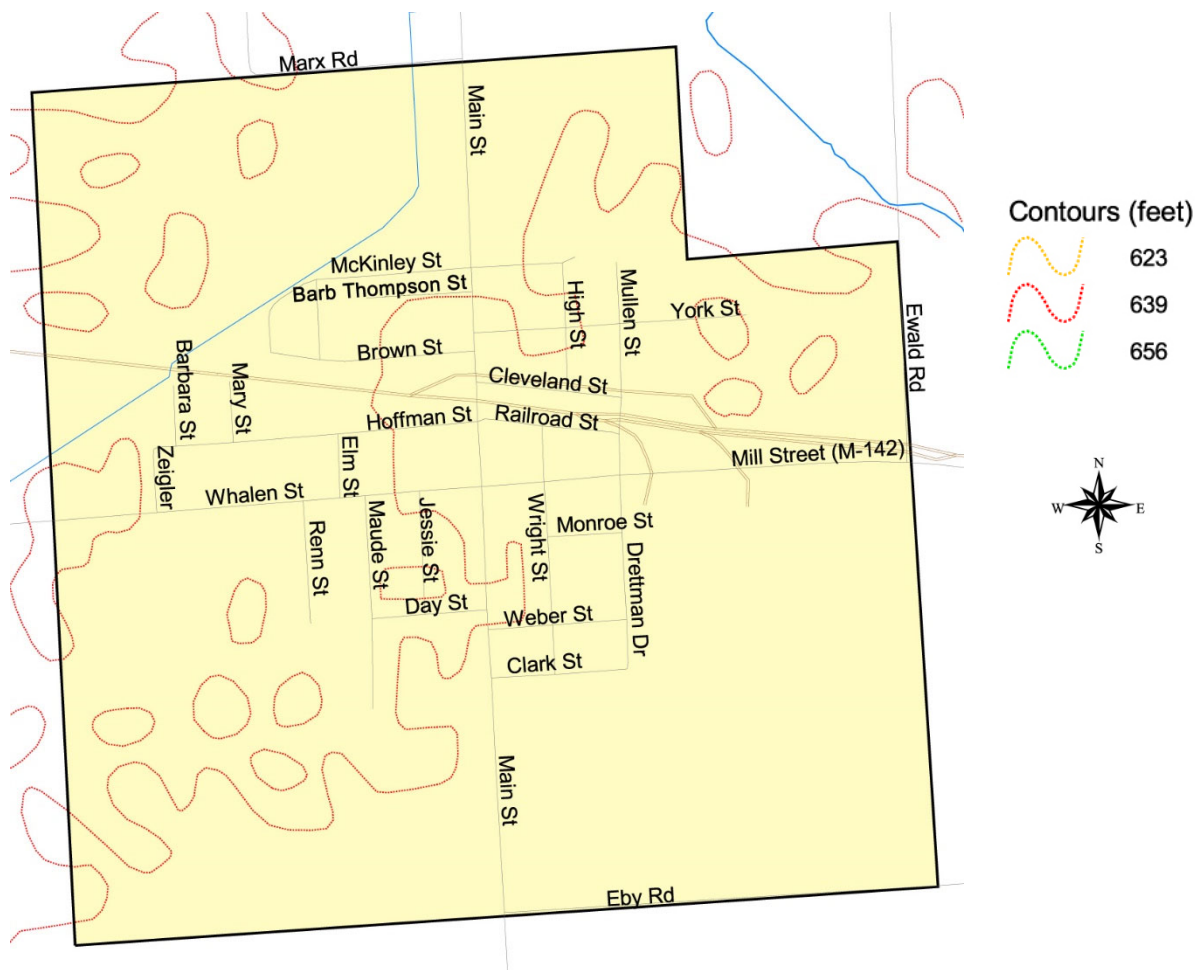 Marx Rd
Main St
Contours (feet)
623
639
656
McKinley St
Barb Thompson St
High St
Mullen St
York St
Ewald Rd
Barbara St
Mary St
Brown St
Cleveland St
Hoffman St
Railroad St
Zeigler
Elm St
Mill Street (M-142)
Whalen St
N
W
E
S
Renn St
Maude St
Jessie St
Wright St
Monroe St
Drettman Dr
Day St
Weber St
Clark St
Main St
Eby Rd